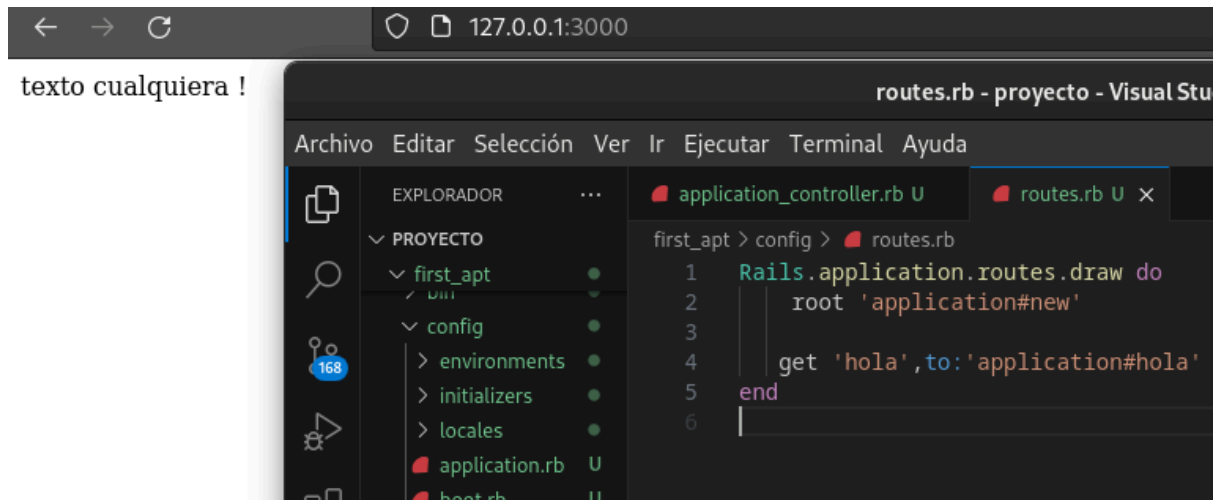 127.0.0.1:3000
texto cualquiera !
routes.rb - proyecto - Visual Stu
Archivo Editar Selección Ver Ir Ejecutar Terminal Ayuda
EXPLORADOR ...
application_controller.rb U
routes.rb U
PROYECTO
first_apt > config > routes.rb
first_apt
bin
config
168
environments
initializers
locales
application.rb U
boot.rb U
1 Rails.application.routes.draw do
2 root 'application#new'
3
4 get 'hola',to:'application#hola'
5 end
6